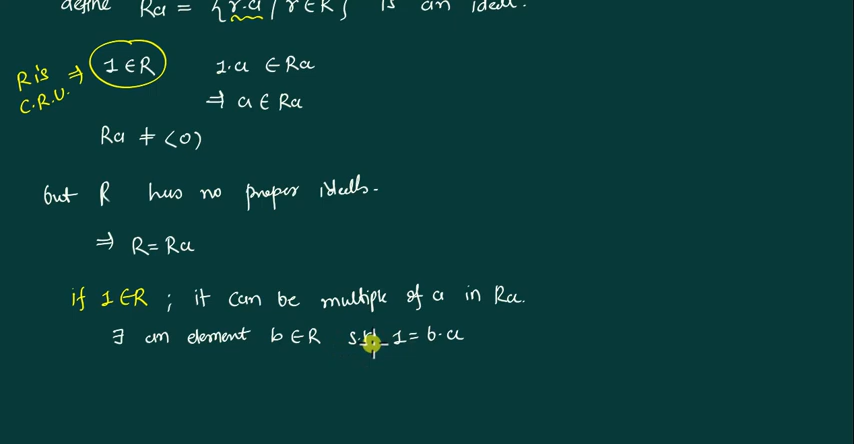 define Ra = {r.a / r ∈ R} is an ideal.
R is C.R.U. ⇒ 1 ∈ R 1.a ∈ Ra
⇒ a ∈ Ra
Ra ≠ (0)
but R has no proper ideals.
⇒ R = Ra
if 1 ∈ R ; it can be multiple of a in Ra.
∃ an element b ∈ R s.t. 1 = b.a